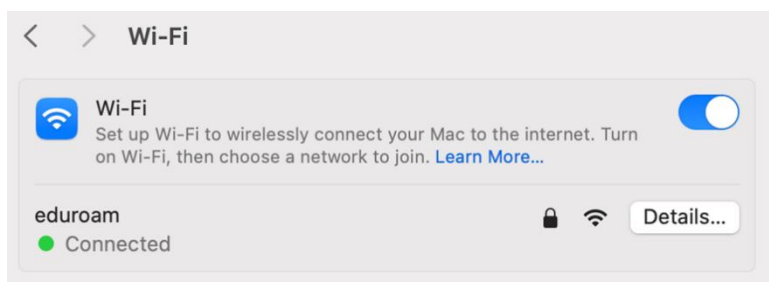 Wi-Fi
Wi-Fi
Set up Wi-Fi to wirelessly connect your Mac to the internet. Turn
on Wi-Fi, then choose a network to join. Learn More...
eduroam
Details...
Connected